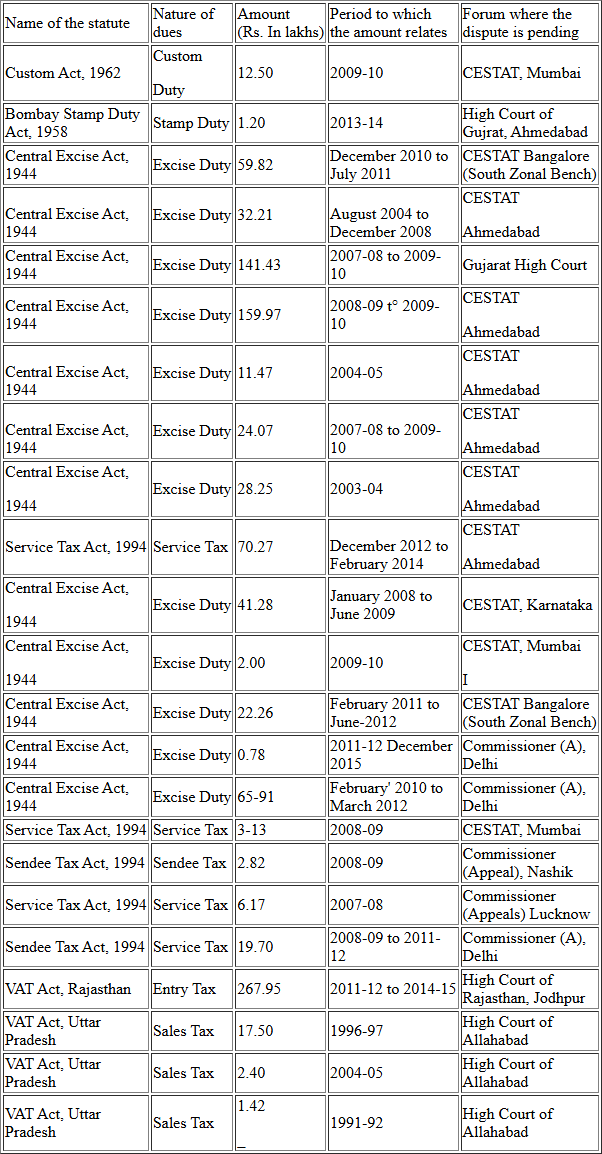 Name of the statute
Nature of
dues
Amount
(Rs. In lakhs)
Period to which
the amount relates
Forum where the
dispute is pending
Custom Act, 1962
Custom
Duty
12.50
2009-10
CESTAT, Mumbai
Bombay Stamp Duty
Act, 1958
Stamp Duty
1.20
2013-14
High Court of
Gujrat, Ahmedabad
Central Excise Act,
1944
Excise Duty
59.82
December 2010 to
July 2011
CESTAT Bangalore
(South Zonal Bench)
Central Excise Act,
1944
Excise Duty
32.21
August 2004 to
December 2008
CESTAT
Ahmedabad
Central Excise Act,
1944
Excise Duty
141.43
2007-08 to 2009-
10
Gujarat High Court
Central Excise Act,
1944
Excise Duty
159.97
2008-09 t° 2009-
10
CESTAT
Ahmedabad
Central Excise Act,
1944
Excise Duty
11.47
2004-05
CESTAT
Ahmedabad
Central Excise Act,
1944
Excise Duty
24.07
2007-08 to 2009-
10
CESTAT
Ahmedabad
Central Excise Act,
1944
Excise Duty
28.25
2003-04
CESTAT
Ahmedabad
Service Tax Act, 1994
Service Tax
70.27
December 2012 to
February 2014
CESTAT
Ahmedabad
Central Excise Act,
1944
Excise Duty
41.28
January 2008 to
June 2009
CESTAT, Karnataka
Central Excise Act,
1944
Excise Duty
2.00
2009-10
CESTAT, Mumbai
I
Central Excise Act,
1944
Excise Duty
22.26
February 2011 to
June-2012
CESTAT Bangalore
(South Zonal Bench)
Central Excise Act,
1944
Excise Duty
0.78
2011-12 December
2015
Commissioner (A),
Delhi
Central Excise Act,
1944
Excise Duty
65-91
February' 2010 to
March 2012
Commissioner (A),
Delhi
Service Tax Act, 1994
Service Tax
3-13
2008-09
CESTAT, Mumbai
Sendee Tax Act, 1994
Sendee Tax
2.82
2008-09
Commissioner
(Appeal), Nashik
Service Tax Act, 1994
Service Tax
6.17
2007-08
Commissioner
(Appeals) Lucknow
Sendee Tax Act, 1994
Service Tax
19.70
2008-09 to 2011-
12
Commissioner (A),
Delhi
VAT Act, Rajasthan
Entry Tax
267.95
2011-12 to 2014-15
High Court of
Rajasthan, Jodhpur
VAT Act, Uttar
Pradesh
Sales Tax
17.50
1996-97
High Court of
Allahabad
VAT Act, Uttar
Pradesh
Sales Tax
2.40
2004-05
High Court of
Allahabad
VAT Act, Uttar
Pradesh
Sales Tax
1.42
_
1991-92
High Court of
Allahabad